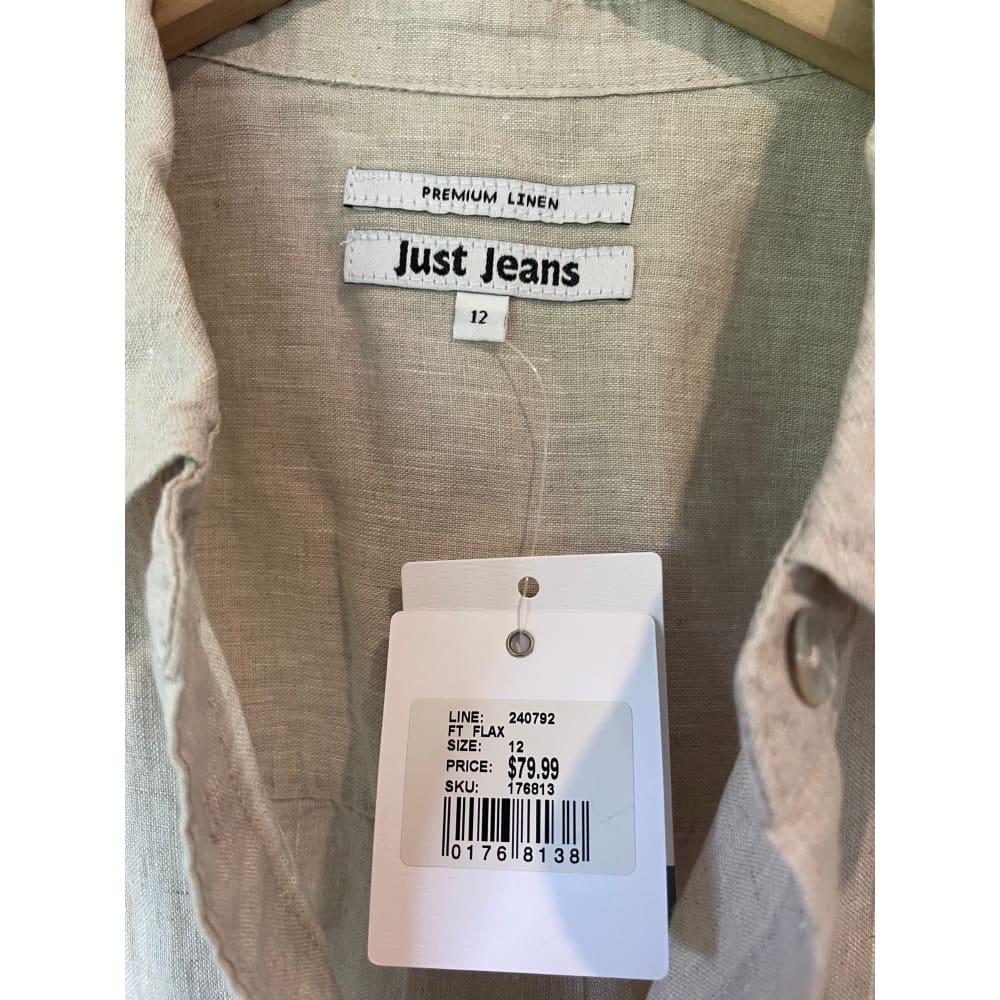 PREMIUM LINEN
Just Jeans
12
LINE: 240792
FT FLAX
SIZE: 12
PRICE: $79.99
SKU: 176813
0176 8138